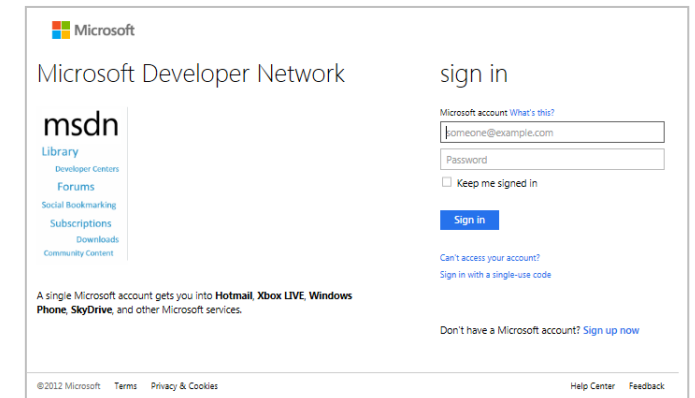 Microsoft
Microsoft Developer Network
msdn
Library
Developer Centers
Forums
Social Bookmarking
Subscriptions
Downloads
Community Content
A single Microsoft account gets you into Hotmail, Xbox LIVE, Windows
Phone, SkyDrive, and other Microsoft services.
sign in
Microsoft account What's this?
someone@example.com
Password
Keep me signed in
Sign in
Can't access your account?
Sign in with a single-use code
Don't have a Microsoft account? Sign up now
©2012 Microsoft Terms Privacy & Cookies
Help Center Feedback